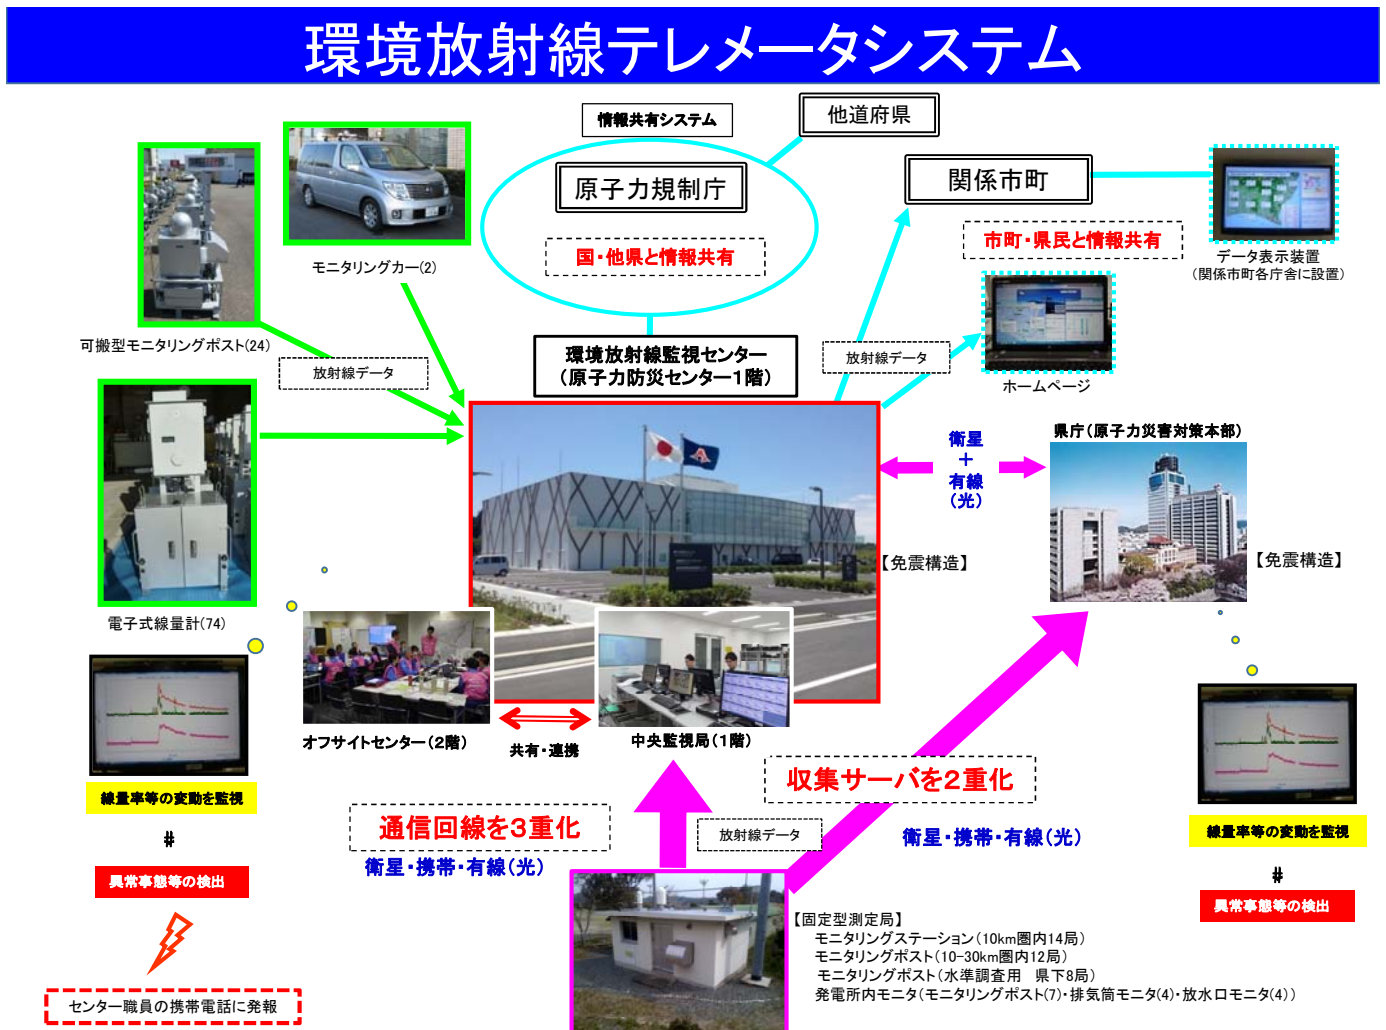 環境放射線テレメータシステム
情報共有システム
他道府県
原子力規制庁
国・他県と情報共有
関係市町
市町・県民と情報共有
データ表示装置
(関係市町各庁舎に設置)
モニタリングカー(2)
可搬型モニタリングポスト(24)
放射線データ
環境放射線監視センター
(原子力防災センター1階)
放射線データ
ホームページ
衛星
+
有線
(光)
県庁(原子力災害対策本部)
【免震構造】
【免震構造】
電子式線量計(74)
オフサイトセンター(2階)
共有・連携
中央監視局(1階)
線量率等の変動を監視
#
異常事態等の検出
センター職員の携帯電話に発報
通信回線を3重化
衛星・携帯・有線(光)
放射線データ
収集サーバを2重化
衛星・携帯・有線(光)
線量率等の変動を監視
#
異常事態等の検出
【固定型測定局】
モニタリングステーション(10km圏内14局)
モニタリングポスト(10-30km圏内12局)
モニタリングポスト(水準調査用 県下8局)
発電所内モニタ(モニタリングポスト(7)・排気筒モニタ(4)・放水口モニタ(4))